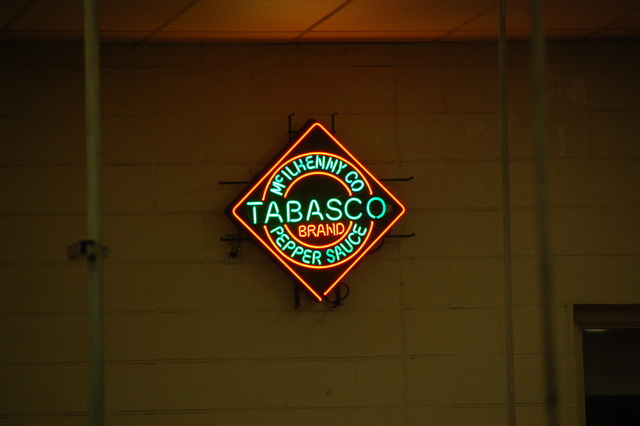 McILHENNY CO
TABASCO
BRAND
PEPPER SAUCE